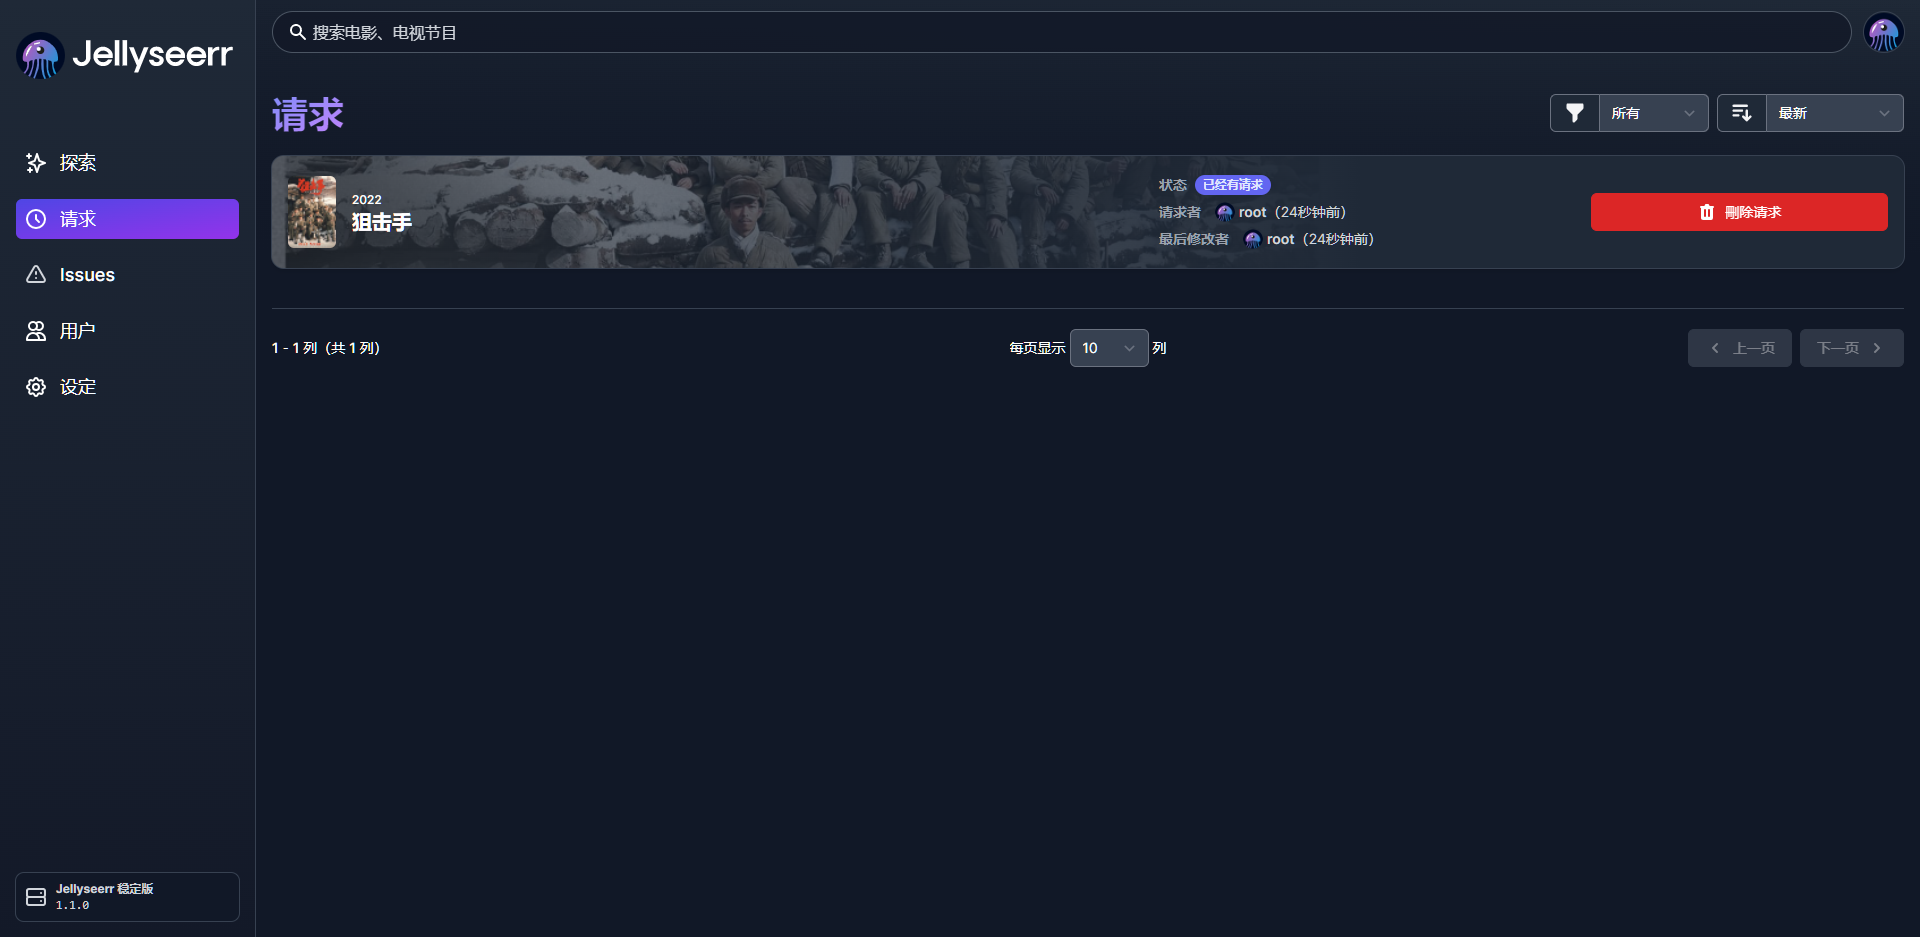 Jellyseerr
搜索电影、电视节目
探索
请求
Issues
用户
设定
Jellyseerr 稳定版
1.1.0
请求
所有
最新
2022
狙击手
状态 已经有请求
请求者 root (24秒钟前)
最后修改者 root (24秒钟前)
刪除请求
1 - 1 列（共 1 列）
每页显示 10 列
上一页
下一页